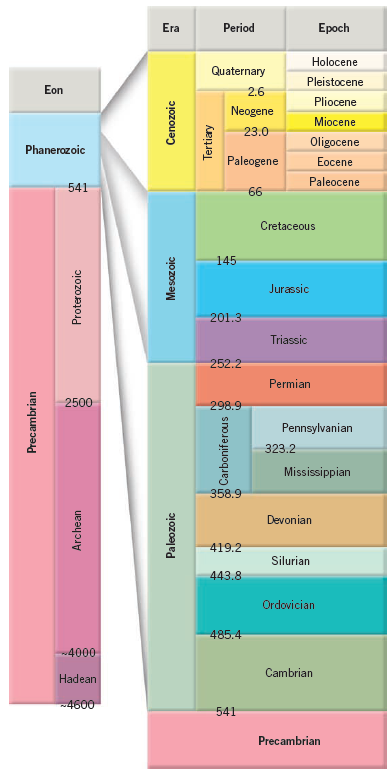 Era Period Epoch
Eon
Phanerozoic
541
Precambrian
Proterozoic
2500
Archean
~4000
Hadean
~4600
Cenozoic
Quaternary
Holocene
Pleistocene
2.6
Tertiary
Neogene
Pliocene
Miocene
23.0
Paleogene
Oligocene
Eocene
Paleocene
66
Mesozoic
Cretaceous
145
Jurassic
201.3
Triassic
252.2
Paleozoic
Permian
298.9
Carboniferous
Pennsylvanian
323.2
Mississippian
358.9
Devonian
419.2
Silurian
443.8
Ordovician
485.4
Cambrian
541
Precambrian